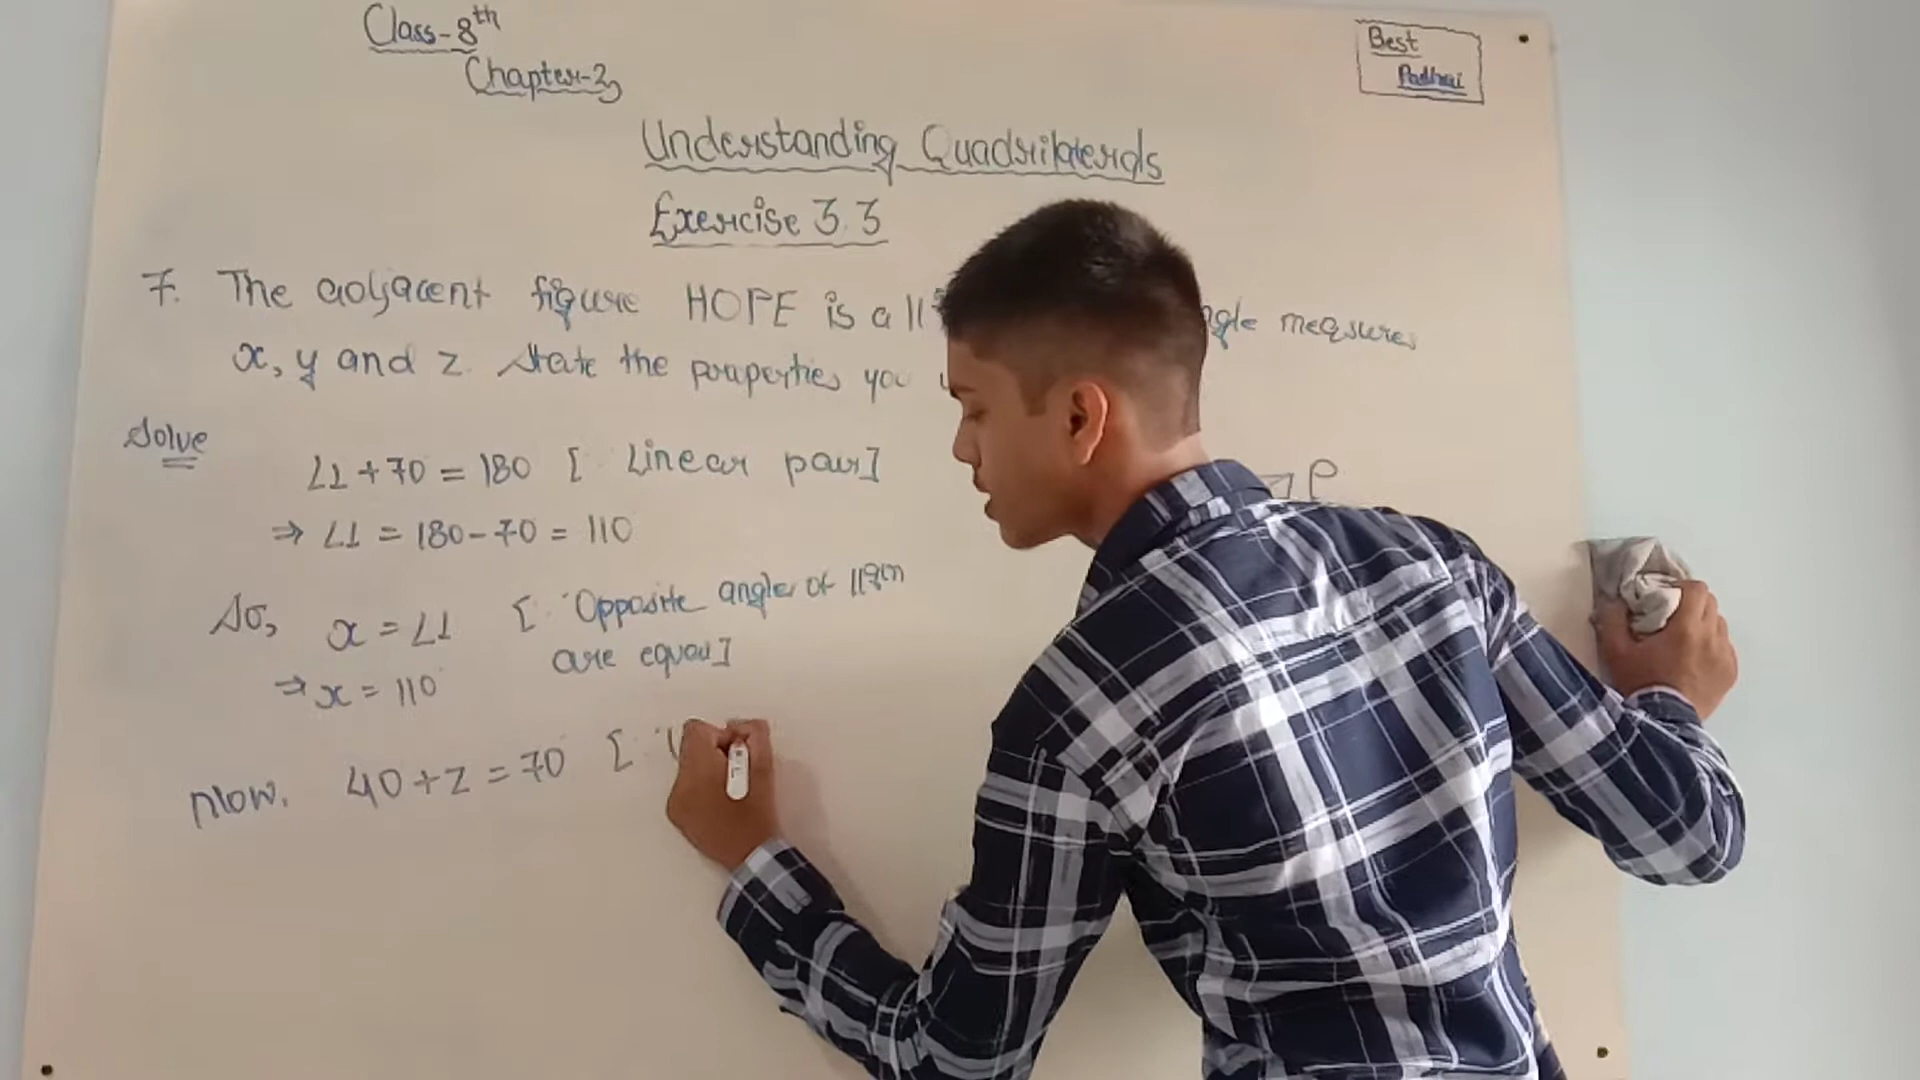 Class-8th
Chapter-3
Best
Padhai
Understanding Quadrilaterals
Exercise 3.3
7. The adjacent figure HOPE is a ll measures
x, y and z. State the properties you
Solve
∠1 + 70 = 180 [ Linear pair]
⇒ ∠1 = 180 - 70 = 110
P
So, x = ∠1 [ ∵ Opposite angle of llgm
are equal]
⇒ x = 110
Now, 40 + z = 70 [ ∵